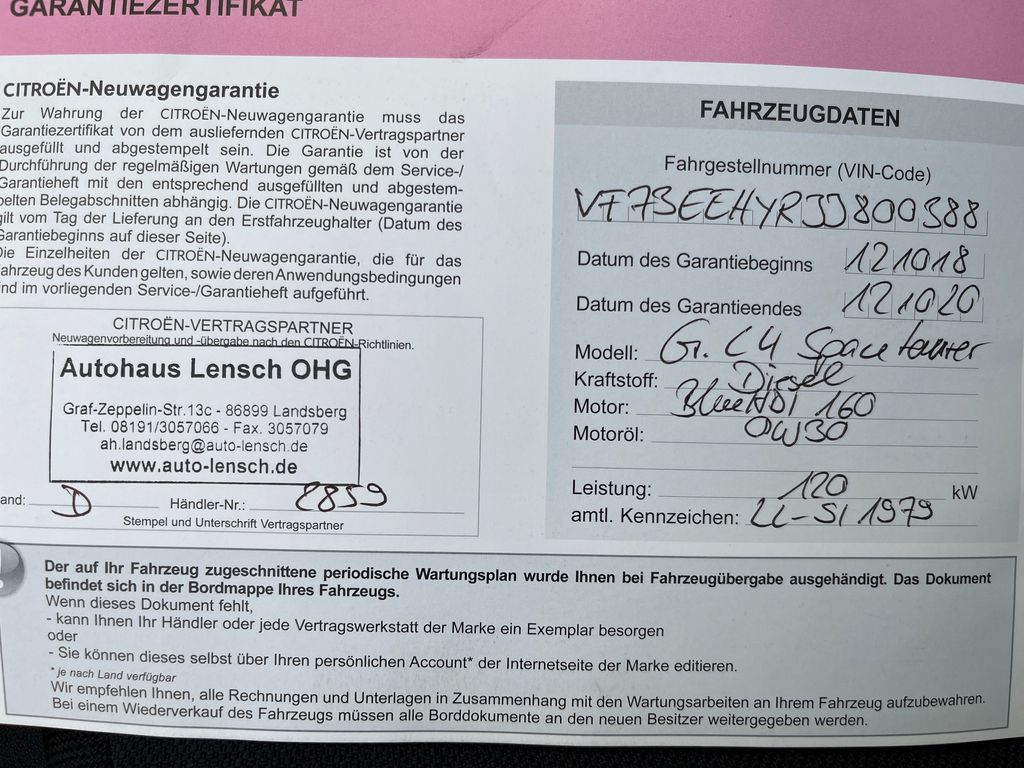 GARANTIEZERTIFIKAT
CITROËN-Neuwagengarantie
Zur Wahrung der CITROËN-Neuwagengarantie muss das
Garantiezertifikat von dem ausliefernden CITROËN-Vertragspartner
ausgefüllt und abgestempelt sein. Die Garantie ist von der
Durchführung der regelmäßigen Wartungen gemäß dem Service-/
Garantieheft mit den entsprechend ausgefüllten und abgestem-
pelten Belegabschnitten abhängig. Die CITROËN-Neuwagengarantie
gilt vom Tag der Lieferung an den Erstfahrzeughalter (Datum des
Garantiebeginns auf dieser Seite).
Die Einzelheiten der CITROËN-Neuwagengarantie, die für das
Fahrzeug des Kunden gelten, sowie deren Anwendungsbedingungen
sind im vorliegenden Service-/Garantieheft aufgeführt.
CITROËN-VERTRAGSPARTNER
Neuwagenvorbereitung und -übergabe nach den CITROËN-Richtlinien.
Autohaus Lensch OHG
Graf-Zeppelin-Str.13c - 86899 Landsberg
Tel. 08191/3057066 - Fax. 3057079
ah.landsberg@auto-lensch.de
www.auto-lensch.de
and: D Händler-Nr.: 2859
Stempel und Unterschrift Vertragspartner
FAHRZEUGDATEN
Fahrgestellnummer (VIN-Code)
VF73EEHYRJJ800388
Datum des Garantiebeginns 121018
Datum des Garantieendes 121020
Modell: Gr. C4 Spacetourer
Kraftstoff: Diesel
Motor: BlueHDI 160
Motoröl: 0W30
Leistung: 120 kW
amtl. Kennzeichen: LL-SI 1979
Der auf Ihr Fahrzeug zugeschnittene periodische Wartungsplan wurde Ihnen bei Fahrzeugübergabe ausgehändigt. Das Dokument
befindet sich in der Bordmappe Ihres Fahrzeugs.
Wenn dieses Dokument fehlt,
- kann Ihnen Ihr Händler oder jede Vertragswerkstatt der Marke ein Exemplar besorgen
oder
- Sie können dieses selbst über Ihren persönlichen Account* der Internetseite der Marke editieren.
* je nach Land verfügbar
Wir empfehlen Ihnen, alle Rechnungen und Unterlagen in Zusammenhang mit den Wartungsarbeiten an Ihrem Fahrzeug aufzubewahren.
Bei einem Wiederverkauf des Fahrzeugs müssen alle Borddokumente an den neuen Besitzer weitergegeben werden.